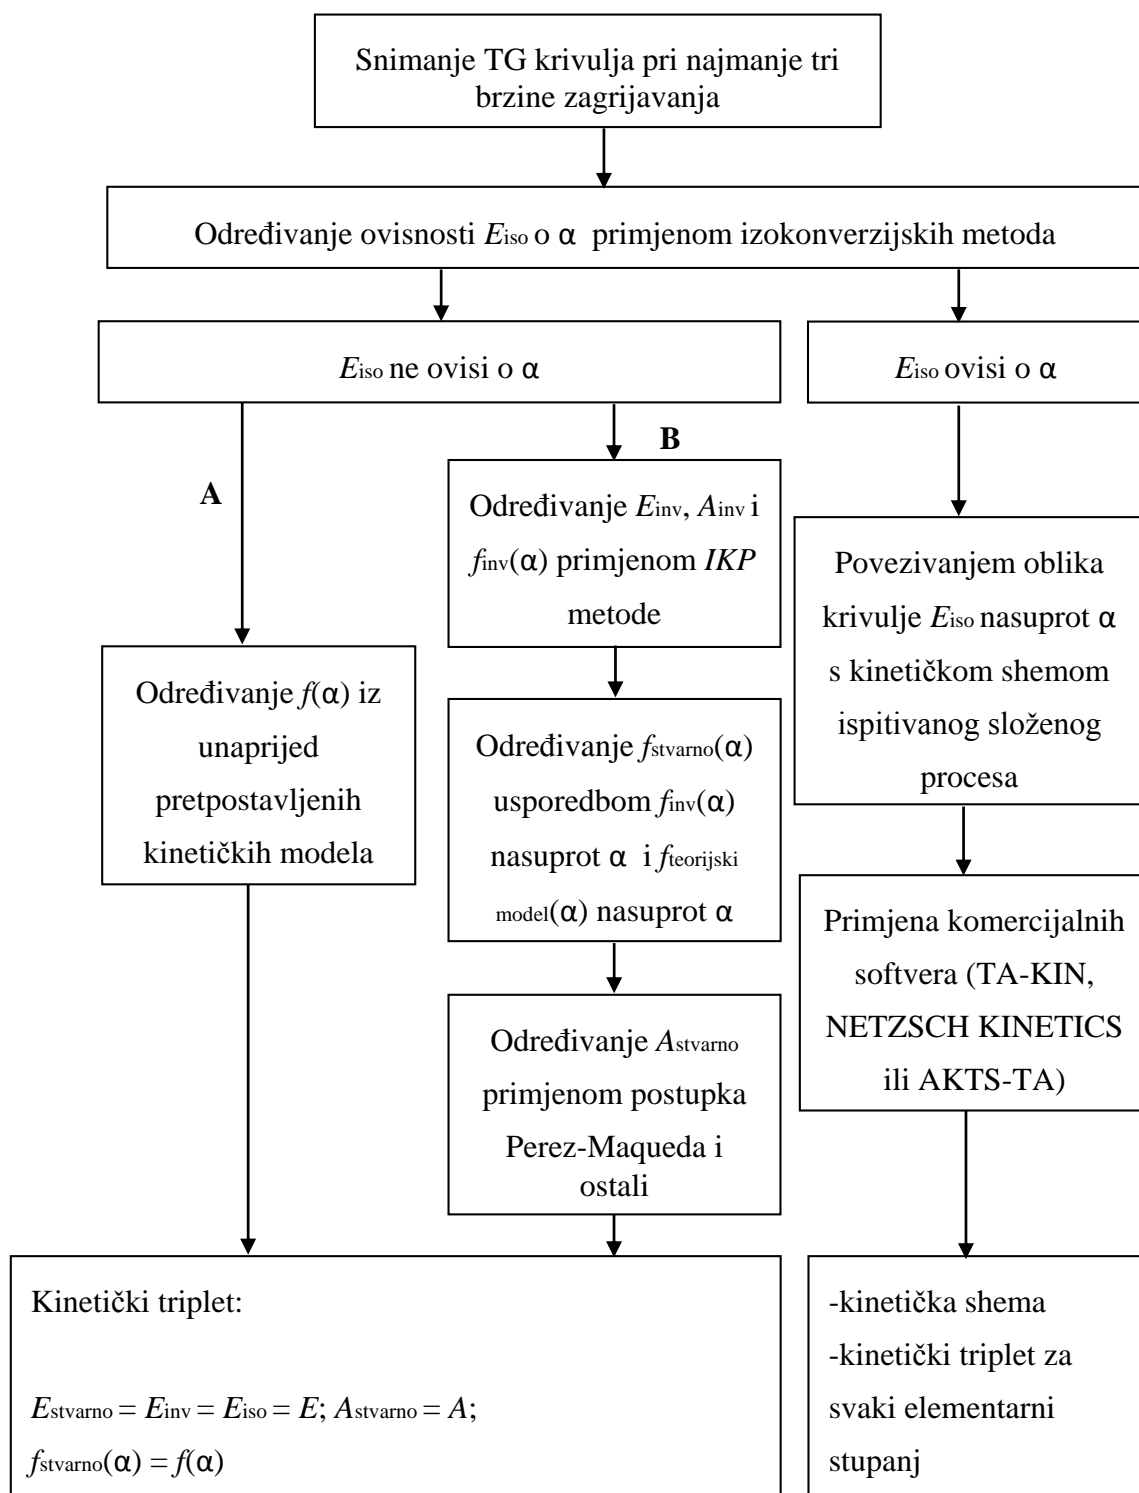 Snimanje TG krivulja pri najmanje tri
brzine zagrijavanja
Određivanje ovisnosti Eiso o α primjenom izokonverzijskih metoda
Eiso ne ovisi o α
Eiso ovisi o α
A
B
Određivanje Einv, Ainv i
finv(α) primjenom IKP
metode
Povezivanjem oblika
krivulje Eiso nasuprot α
s kinetičkom shemom
ispitivanog složenog
procesa
Određivanje f(α) iz
unaprijed
pretpostavljenih
kinetičkih modela
Određivanje fstvarno(α)
usporedbom finv(α)
nasuprot α i fteorijski
model(α) nasuprot α
Primjena komercijalnih
softvera (TA-KIN,
NETZSCH KINETICS
ili AKTS-TA)
Određivanje Astvarno
primjenom postupka
Perez-Maqueda i
ostali
Kinetički triplet:
Estvarno = Einv = Eiso = E; Astvarno = A;
fstvarno(α) = f(α)
-kinetička shema
-kinetički triplet za
svaki elementarni
stupanj